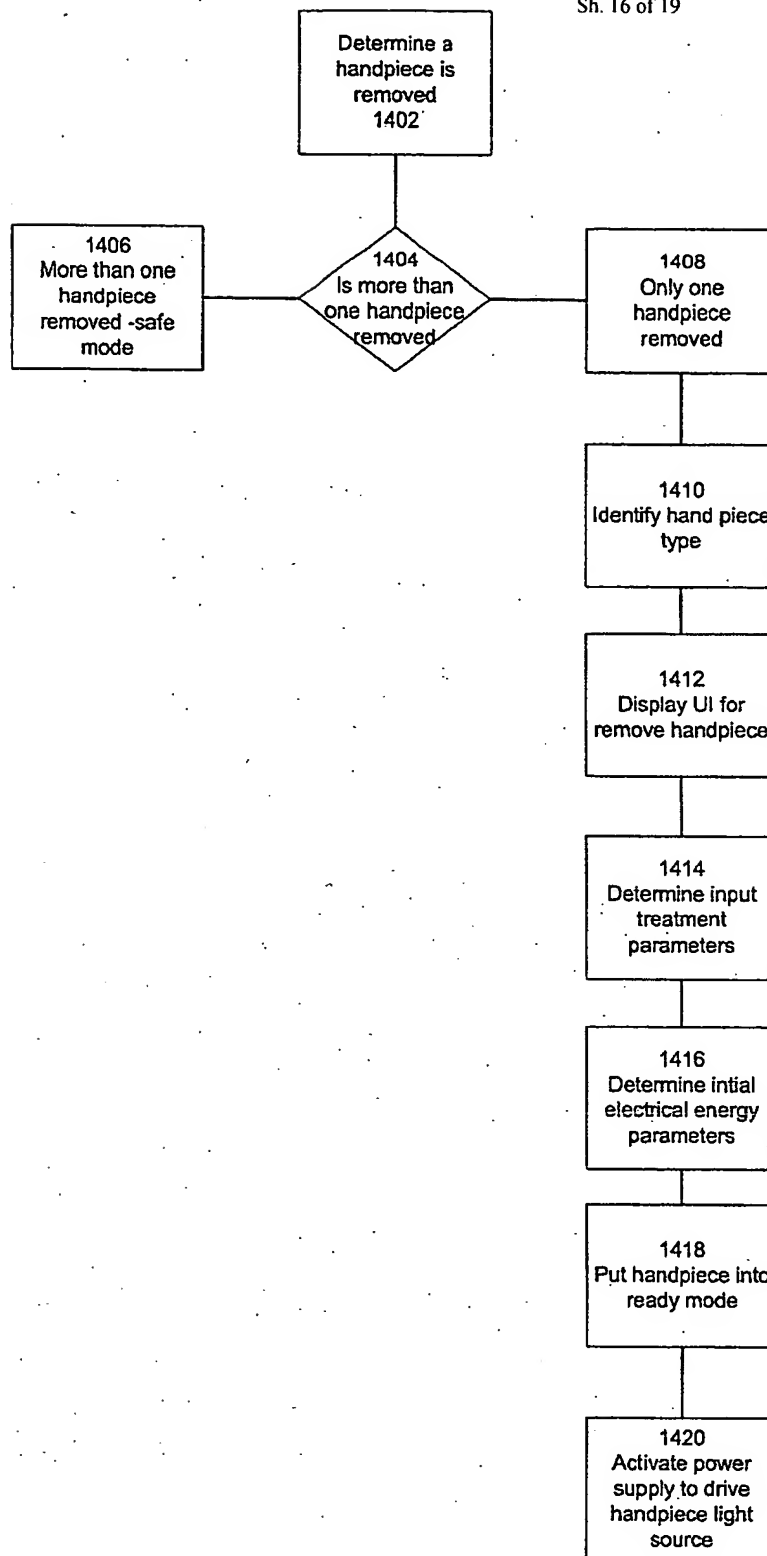 Sh. 16 of 19
Determine a
handpiece is
removed
1402
1406
More than one
handpiece
removed -safe
mode
1404
Is more than
one handpiece
removed
1408
Only one
handpiece
removed
1410
Identify hand piece
type
1412
Display UI for
remove handpiece
1414
Determine input
treatment
parameters
1416
Determine intial
electrical energy
parameters
1418
Put handpiece into
ready mode
1420
Activate power
supply to drive
handpiece light
source